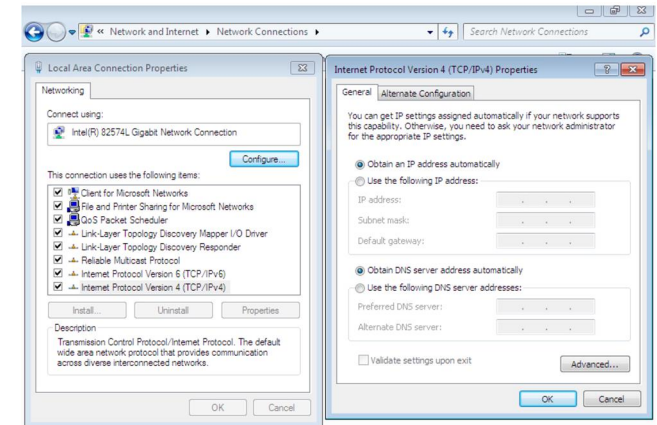 « Network and Internet ▸ Network Connections ▸
Search Network Connections
Local Area Connection Properties
Networking
Connect using:
Intel(R) 82574L Gigabit Network Connection
Configure...
This connection uses the following items:
Client for Microsoft Networks
File and Printer Sharing for Microsoft Networks
QoS Packet Scheduler
Link-Layer Topology Discovery Mapper I/O Driver
Link-Layer Topology Discovery Responder
Reliable Multicast Protocol
Internet Protocol Version 6 (TCP/IPv6)
Internet Protocol Version 4 (TCP/IPv4)
Install...
Uninstall
Properties
Description
Transmission Control Protocol/Internet Protocol. The default
wide area network protocol that provides communication
across diverse interconnected networks.
OK
Cancel
Internet Protocol Version 4 (TCP/IPv4) Properties
General
Alternate Configuration
You can get IP settings assigned automatically if your network supports
this capability. Otherwise, you need to ask your network administrator
for the appropriate IP settings.
Obtain an IP address automatically
Use the following IP address:
IP address:
Subnet mask:
Default gateway:
Obtain DNS server address automatically
Use the following DNS server addresses:
Preferred DNS server:
Alternate DNS server:
Validate settings upon exit
Advanced...
OK
Cancel